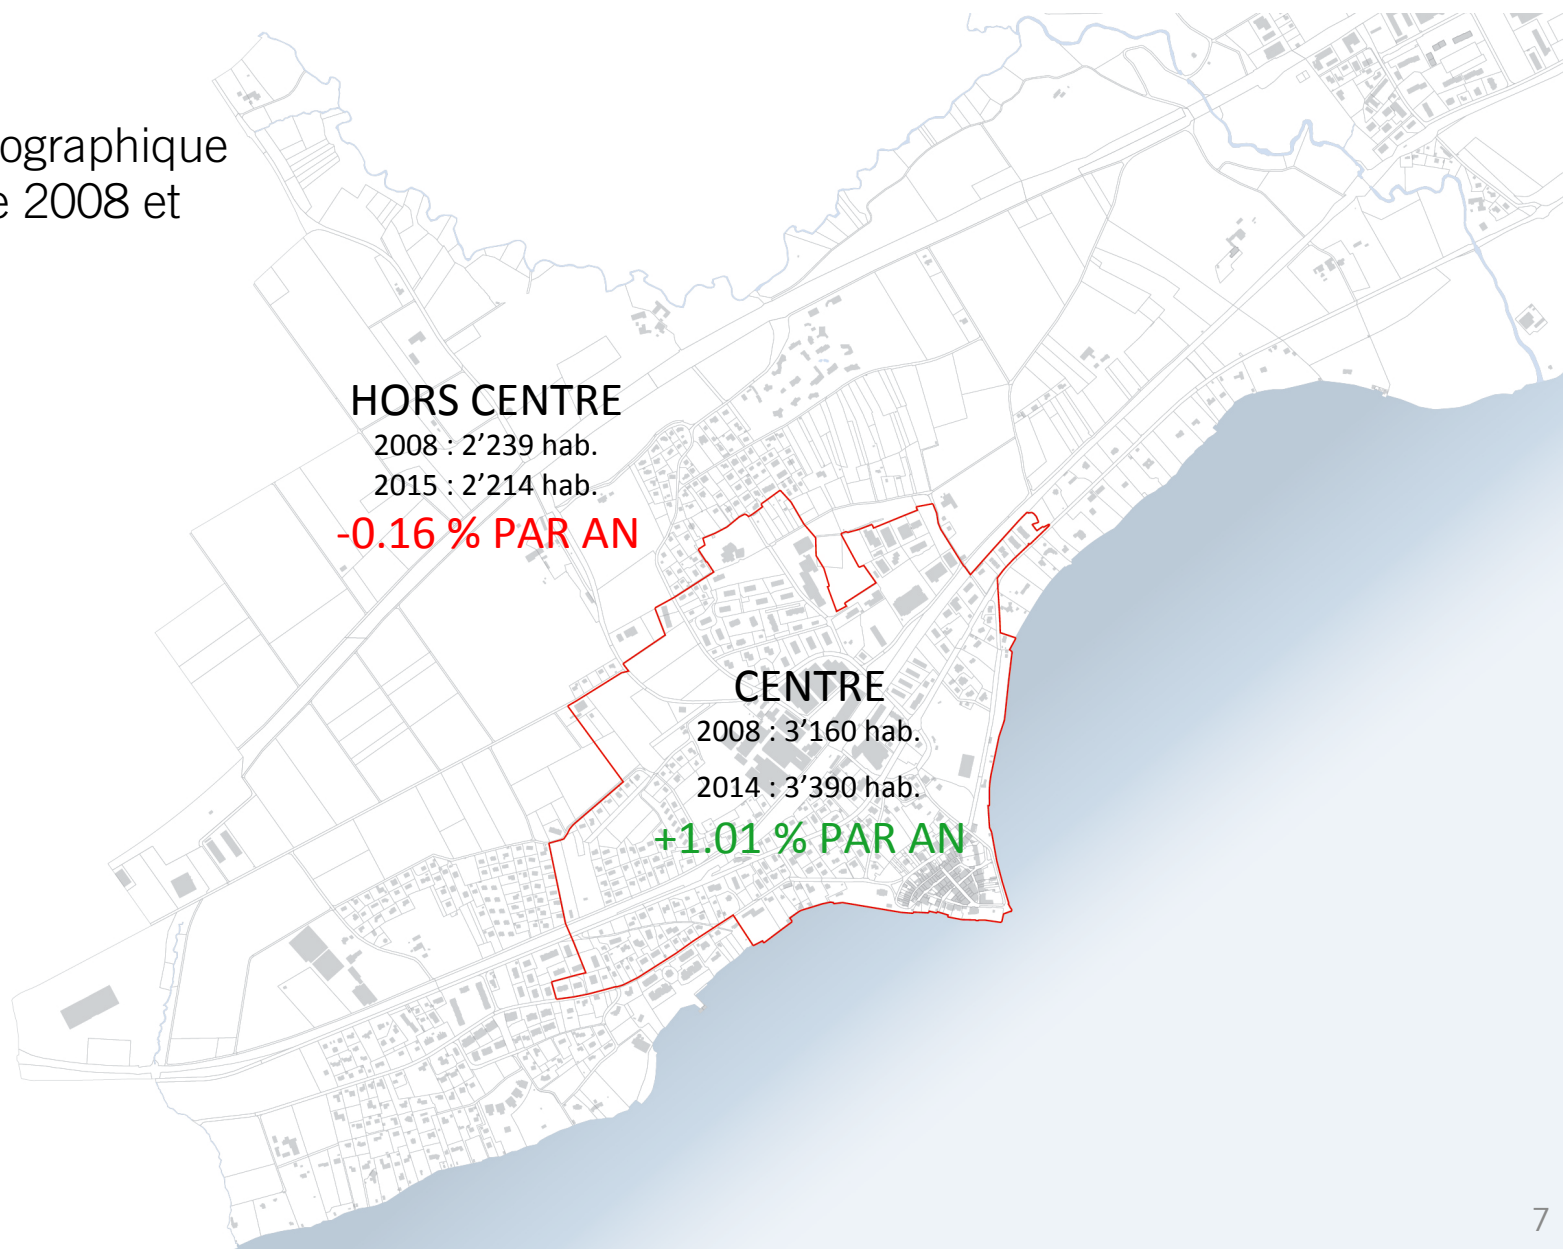 ographique
e 2008 et
HORS CENTRE
2008 : 2’239 hab.
2015 : 2’214 hab.
-0.16 % PAR AN
CENTRE
2008 : 3’160 hab.
2014 : 3’390 hab.
+1.01 % PAR AN
7